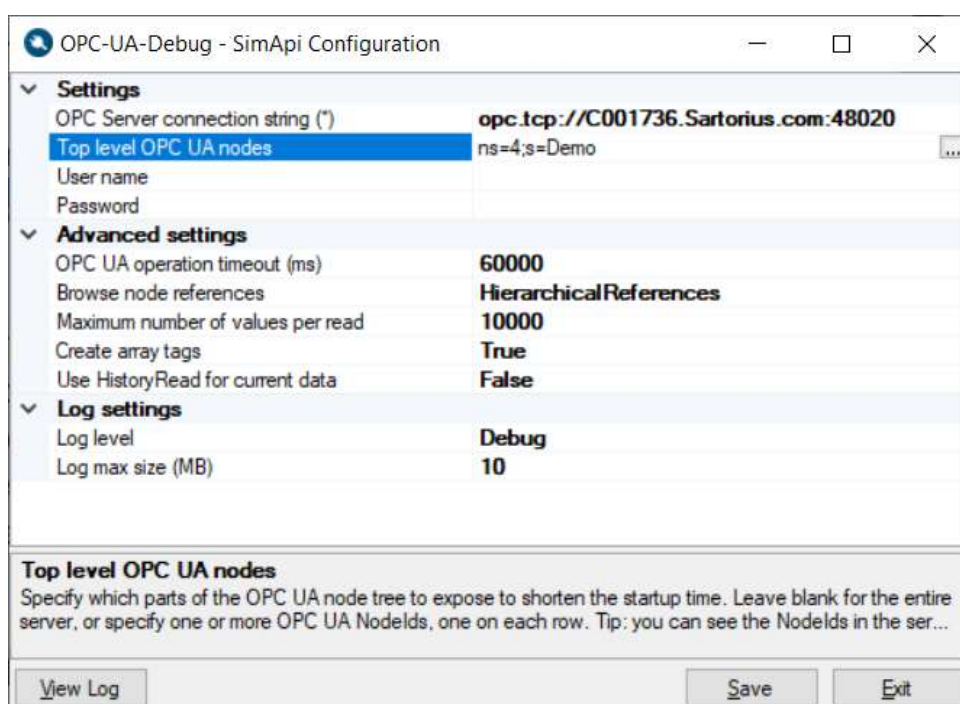 OPC-UA-Debug - SimApi Configuration
Settings
OPC Server connection string (*) opc.tcp://C001736.Sartorius.com:48020
Top level OPC UA nodes ns=4;s=Demo ...
User name
Password
Advanced settings
OPC UA operation timeout (ms) 60000
Browse node references HierarchicalReferences
Maximum number of values per read 10000
Create array tags True
Use HistoryRead for current data False
Log settings
Log level Debug
Log max size (MB) 10
Top level OPC UA nodes
Specify which parts of the OPC UA node tree to expose to shorten the startup time. Leave blank for the entire
server, or specify one or more OPC UA NodeIds, one on each row. Tip: you can see the NodeIds in the ser...
View Log Save Exit